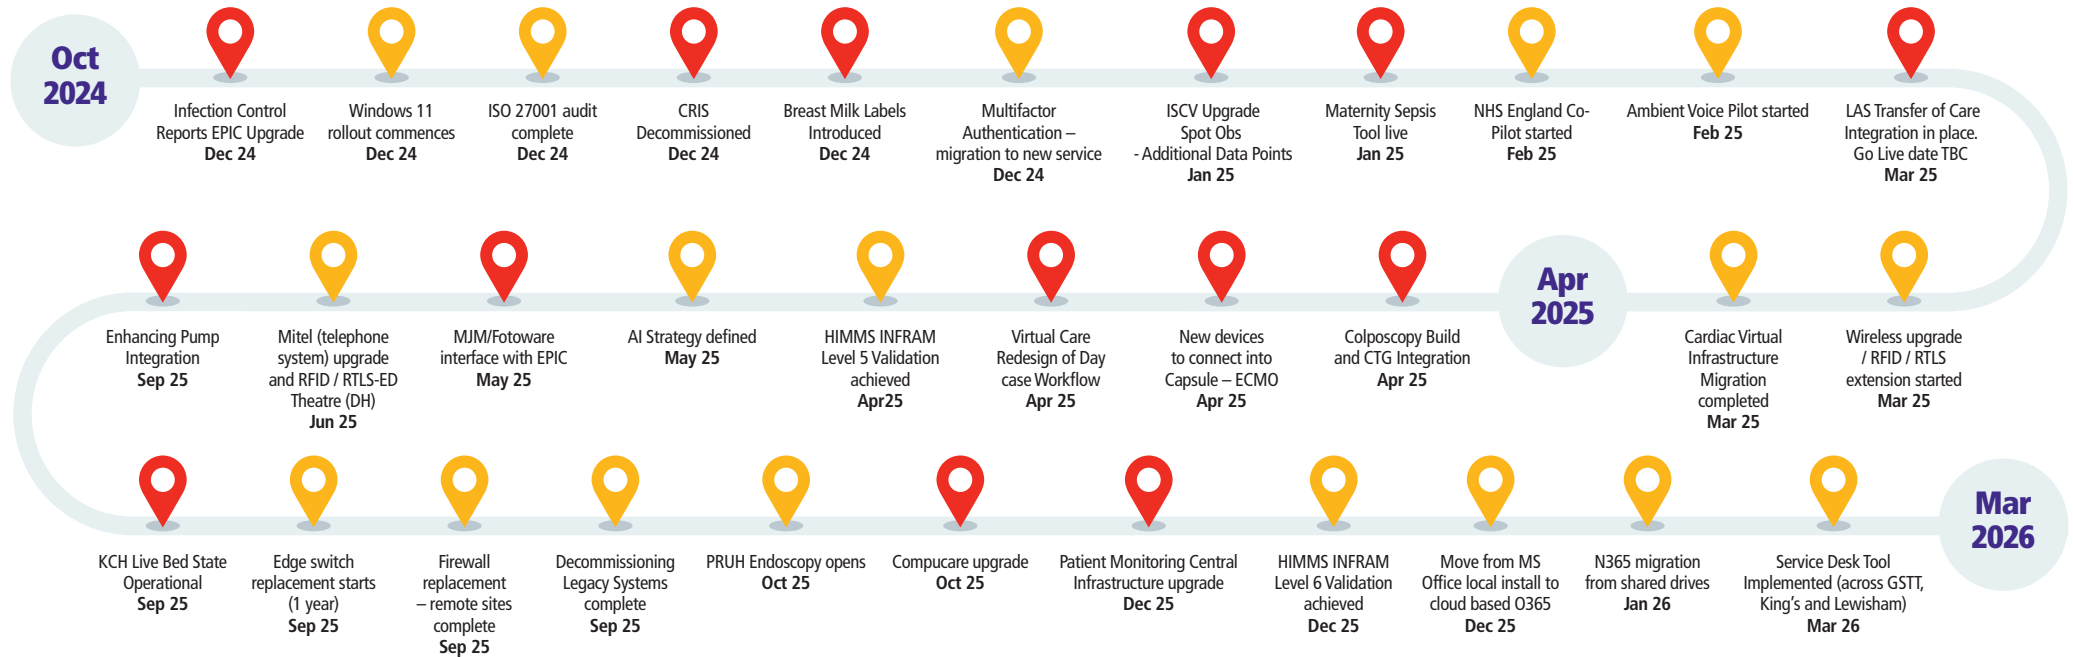 Oct
2024
Infection Control
Reports EPIC Upgrade
Dec 24
Windows 11
rollout commences
Dec 24
ISO 27001 audit
complete
Dec 24
CRIS
Decommissioned
Dec 24
Breast Milk Labels
Introduced
Dec 24
Multifactor
Authentication –
migration to new service
Dec 24
ISCV Upgrade
Spot Obs
- Additional Data Points
Jan 25
Maternity Sepsis
Tool live
Jan 25
NHS England Co-
Pilot started
Feb 25
Ambient Voice Pilot started
Feb 25
LAS Transfer of Care
Integration in place.
Go Live date TBC
Mar 25
Wireless upgrade
/ RFID / RTLS
extension started
Mar 25
Cardiac Virtual
Infrastructure
Migration
completed
Mar 25
Apr
2025
Colposcopy Build
and CTG Integration
Apr 25
New devices
to connect into
Capsule – ECMO
Apr 25
Virtual Care
Redesign of Day
case Workflow
Apr 25
HIMMS INFRAM
Level 5 Validation
achieved
Apr25
AI Strategy defined
May 25
MJM/Fotoware
interface with EPIC
May 25
Mitel (telephone
system) upgrade
and RFID / RTLS-ED
Theatre (DH)
Jun 25
Enhancing Pump
Integration
Sep 25
KCH Live Bed State
Operational
Sep 25
Edge switch
replacement starts
(1 year)
Sep 25
Firewall
replacement
– remote sites
complete
Sep 25
Decommissioning
Legacy Systems
complete
Sep 25
PRUH Endoscopy opens
Oct 25
Compucare upgrade
Oct 25
Patient Monitoring Central
Infrastructure upgrade
Dec 25
HIMMS INFRAM
Level 6 Validation
achieved
Dec 25
Move from MS
Office local install to
cloud based O365
Dec 25
N365 migration
from shared drives
Jan 26
Service Desk Tool
Implemented (across GSTT,
King's and Lewisham)
Mar 26
Mar
2026